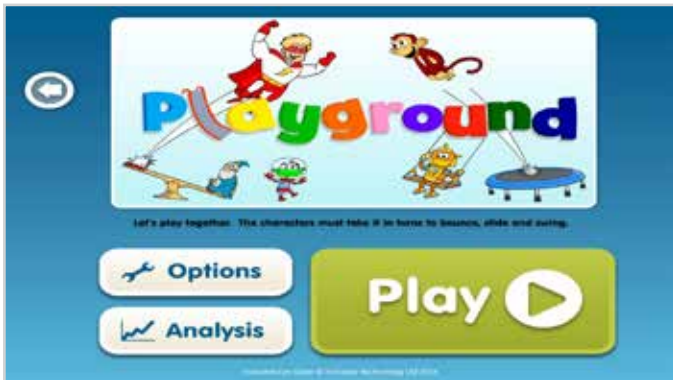 Playground
Let's play together. The characters must take it in turns to bounce, slide and swing.
Options
Play
Analysis